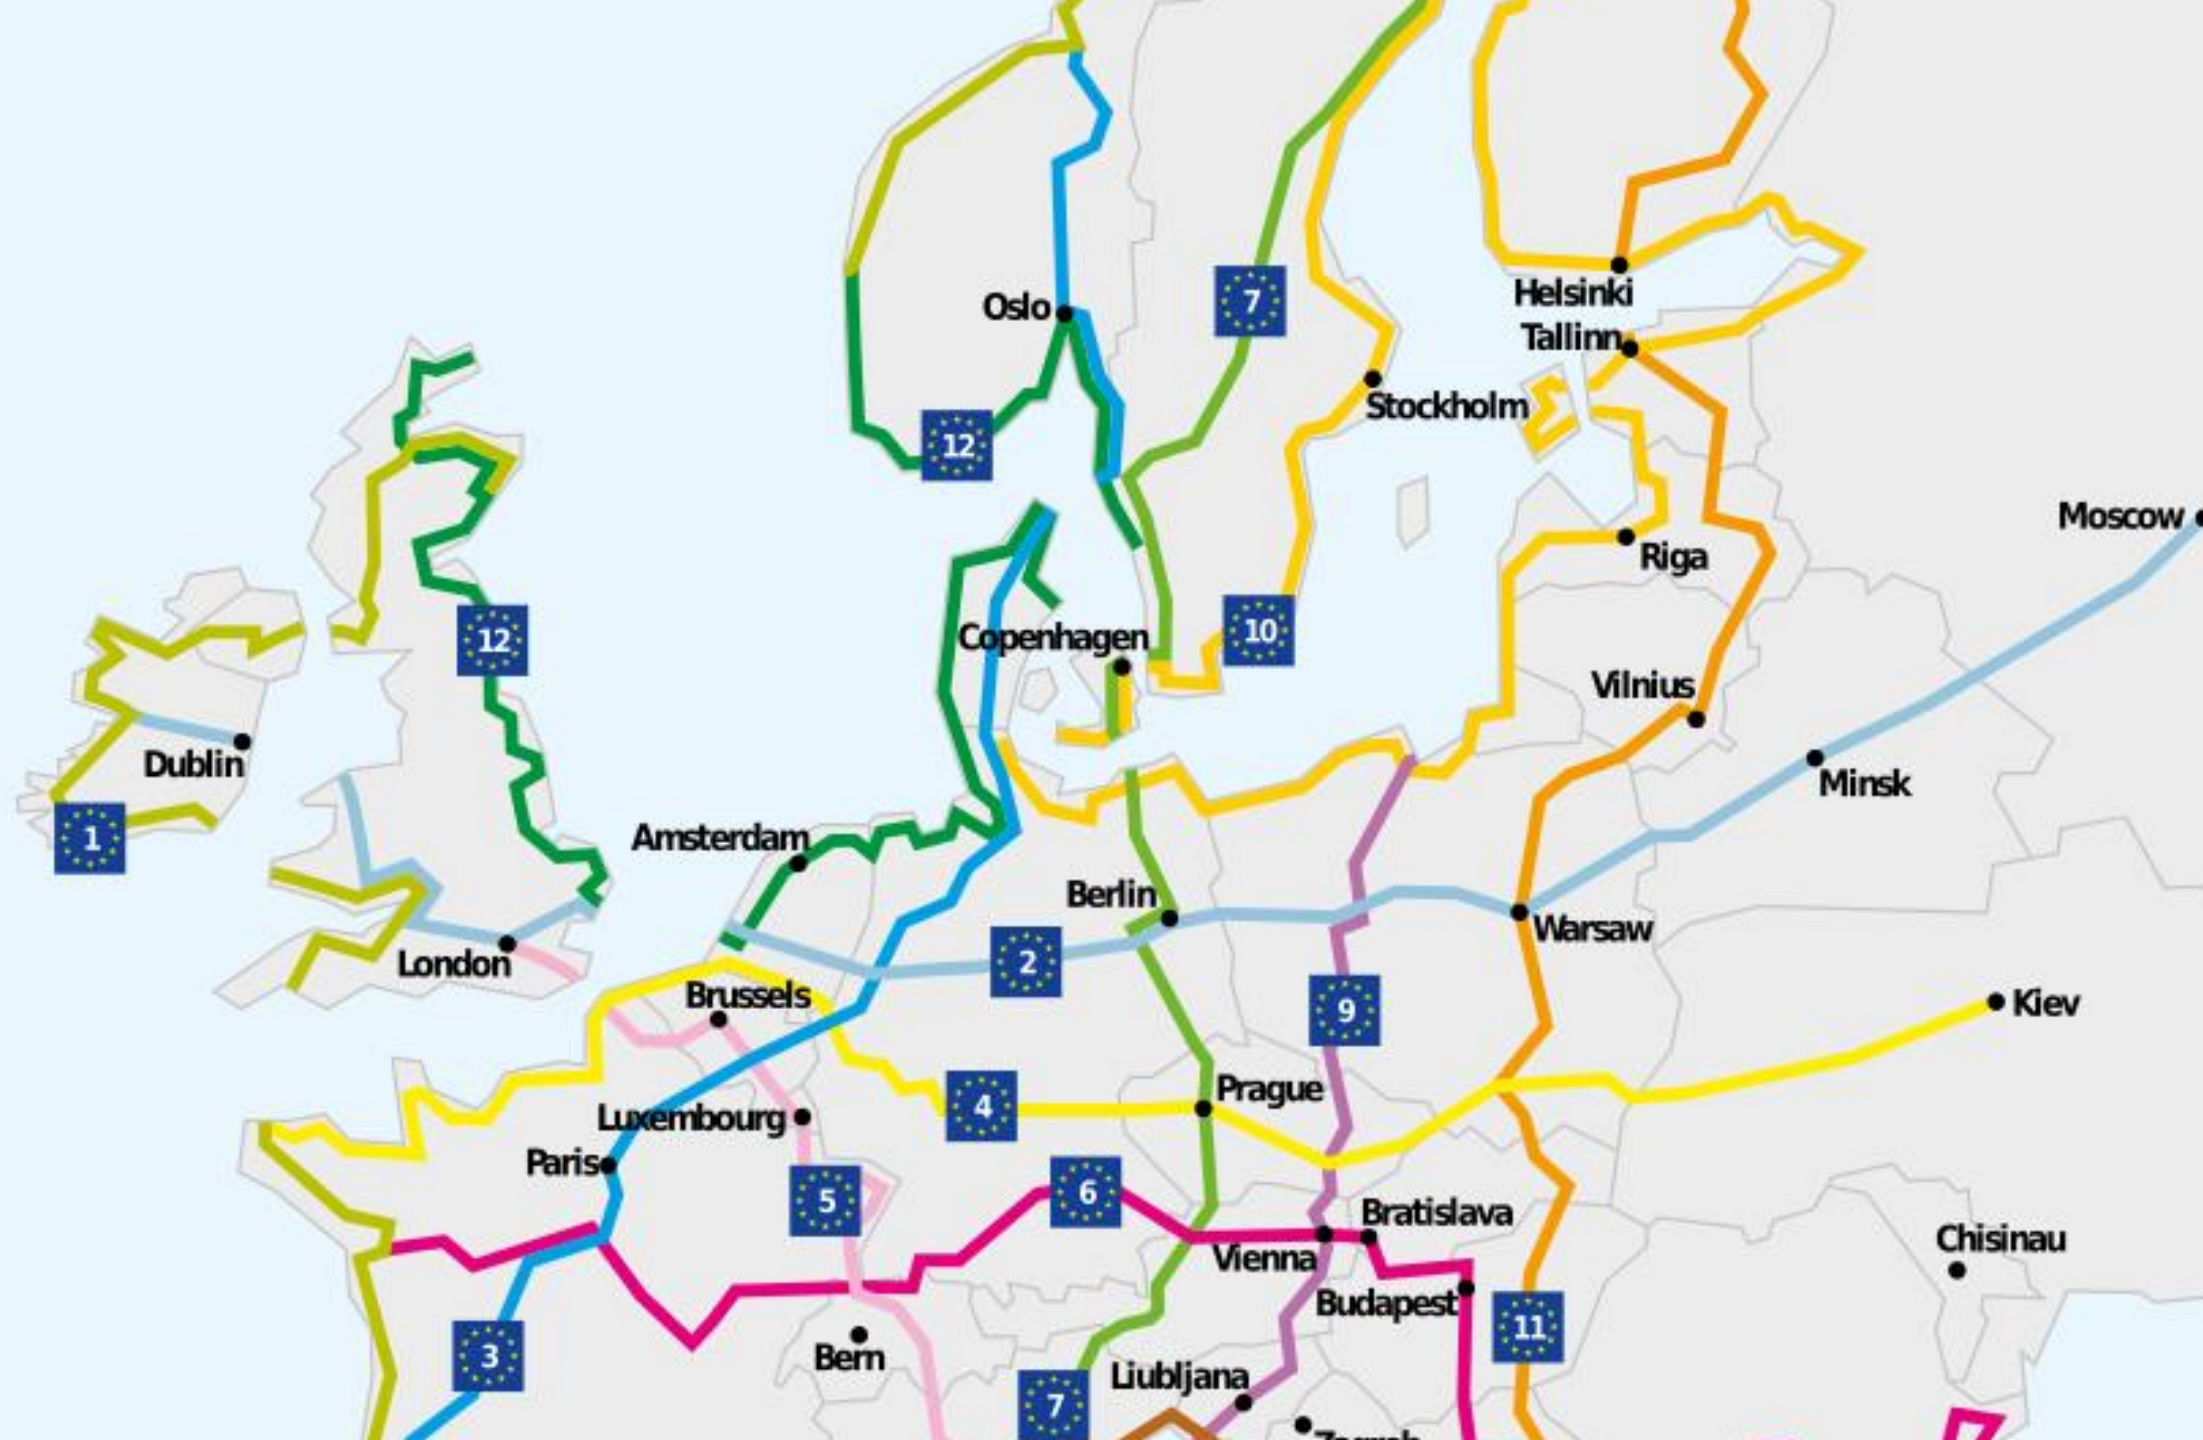 Oslo
7
Helsinki
Tallinn
Stockholm
12
Moscow
Riga
12
Copenhagen
10
Vilnius
Dublin
Minsk
1
Amsterdam
Berlin
Warsaw
London
2
Brussels
9
Kiev
Prague
4
Luxembourg
Paris
5
6
Bratislava
Vienna
Chisinau
Budapest
11
3
Bern
Liubljana
7